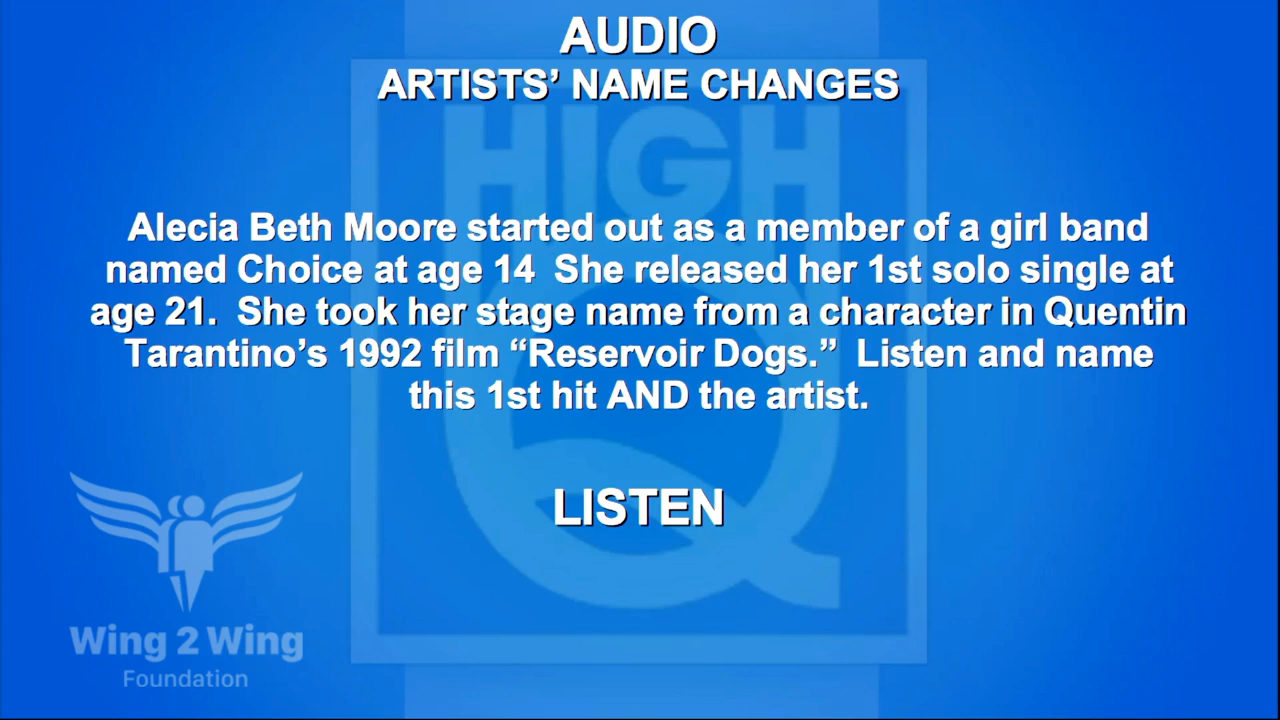 AUDIO
ARTISTS’ NAME CHANGES
HIGH
Q
Alecia Beth Moore started out as a member of a girl band
named Choice at age 14  She released her 1st solo single at
age 21.  She took her stage name from a character in Quentin
Tarantino’s 1992 film “Reservoir Dogs.”  Listen and name
this 1st hit AND the artist.
LISTEN
Wing 2 Wing
Foundation